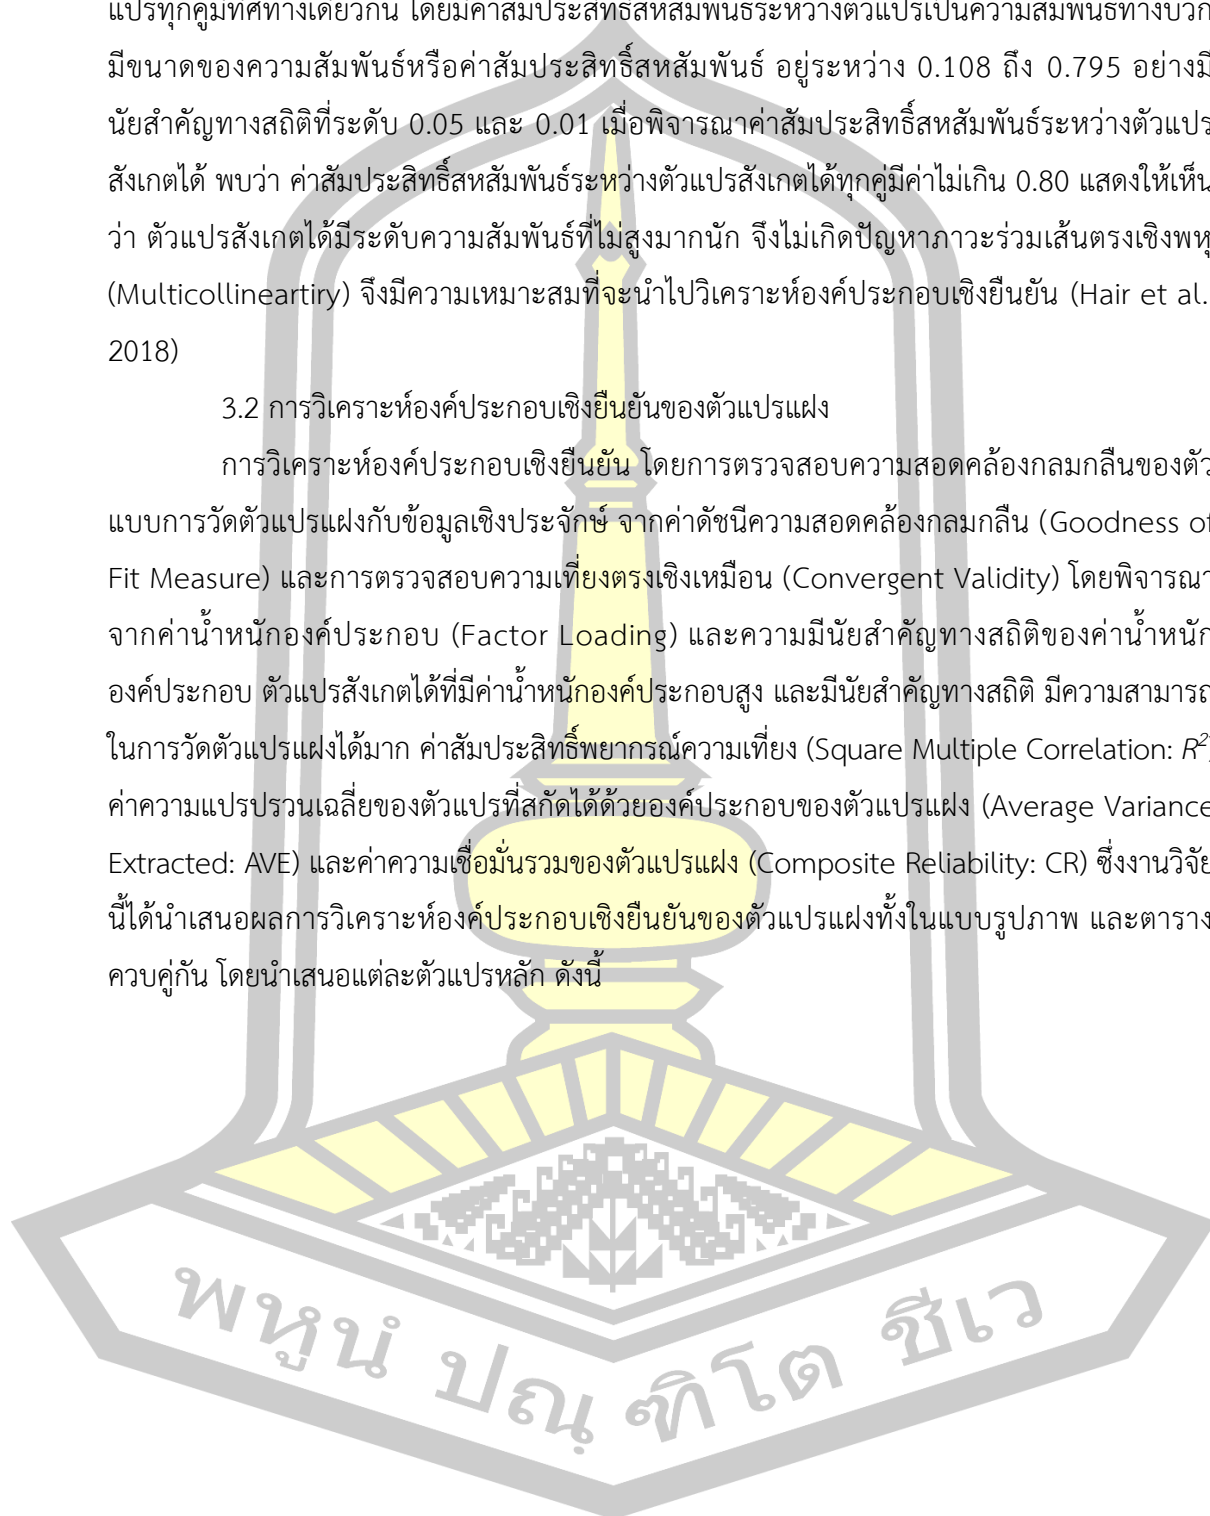 แปรทุกคู่มีทิศทางเดียวกัน โดยมีค่าสัมประสิทธิ์สหสัมพันธ์ระหว่างตัวแปรเป็นความสัมพันธ์ทางบวก
มีขนาดของความสัมพันธ์หรือค่าสัมประสิทธิ์สหสัมพันธ์ อยู่ระหว่าง 0.108 ถึง 0.795 อย่างมี
นัยสำคัญทางสถิติที่ระดับ 0.05 และ 0.01 เมื่อพิจารณาค่าสัมประสิทธิ์สหสัมพันธ์ระหว่างตัวแปร
สังเกตได้ พบว่า ค่าสัมประสิทธิ์สหสัมพันธ์ระหว่างตัวแปรสังเกตได้ทุกคู่มีค่าไม่เกิน 0.80 แสดงให้เห็น
ว่า ตัวแปรสังเกตได้มีระดับความสัมพันธ์ที่ไม่สูงมากนัก จึงไม่เกิดปัญหาภาวะร่วมเส้นตรงเชิงพหุ
(Multicollineartiry) จึงมีความเหมาะสมที่จะนำไปวิเคราะห์องค์ประกอบเชิงยืนยัน (Hair et al.
2018)
3.2 การวิเคราะห์องค์ประกอบเชิงยืนยันของตัวแปรแฝง
การวิเคราะห์องค์ประกอบเชิงยืนยัน โดยการตรวจสอบความสอดคล้องกลมกลืนของตัว
แบบการวัดตัวแปรแฝงกับข้อมูลเชิงประจักษ์ จากค่าดัชนีความสอดคล้องกลมกลืน (Goodness of
Fit Measure) และการตรวจสอบความเที่ยงตรงเชิงเหมือน (Convergent Validity) โดยพิจารณา
จากค่าน้ำหนักองค์ประกอบ (Factor Loading) และความมีนัยสำคัญทางสถิติของค่าน้ำหนัก
องค์ประกอบ ตัวแปรสังเกตได้ที่มีค่าน้ำหนักองค์ประกอบสูง และมีนัยสำคัญทางสถิติ มีความสามารถ
ในการวัดตัวแปรแฝงได้มาก ค่าสัมประสิทธิ์พยากรณ์ความเที่ยง (Square Multiple Correlation: R²)
ค่าความแปรปรวนเฉลี่ยของตัวแปรที่สกัดได้ด้วยองค์ประกอบของตัวแปรแฝง (Average Variance
Extracted: AVE) และค่าความเชื่อมั่นรวมของตัวแปรแฝง (Composite Reliability: CR) ซึ่งงานวิจัย
นี้ได้นำเสนอผลการวิเคราะห์องค์ประกอบเชิงยืนยันของตัวแปรแฝงทั้งในแบบรูปภาพ และตาราง
ควบคู่กัน โดยนำเสนอแต่ละตัวแปรหลัก ดังนี้
พหูนํ ปณฺฑิโต ชีเว